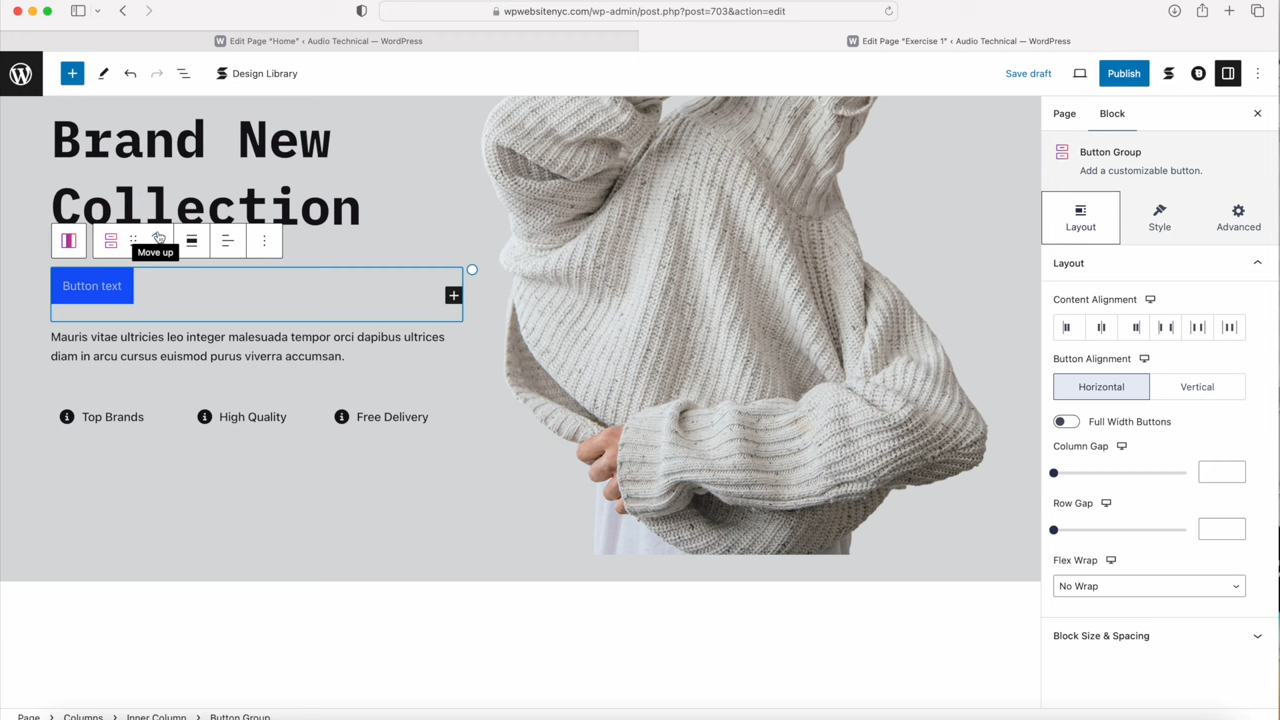 wpwebsitenyc.com/wp-admin/post.php?post=703&action=edit
Edit Page "Home" ‹ Audio Technical — WordPress
Edit Page "Exercise 1" ‹ Audio Technical — WordPress
Design Library
Save draft
Publish
Page
Block
Button Group
Add a customizable button.
Layout
Style
Advanced
Layout
Content Alignment
Button Alignment
Horizontal
Vertical
Full Width Buttons
Column Gap
Row Gap
Flex Wrap
No Wrap
Block Size & Spacing
Brand New
Collection
Move up
Button text
Mauris vitae ultricies leo integer malesuada tempor orci dapibus ultrices
diam in arcu cursus euismod purus viverra accumsan.
Top Brands
High Quality
Free Delivery
Page
Columns
Inner Column
Button Group